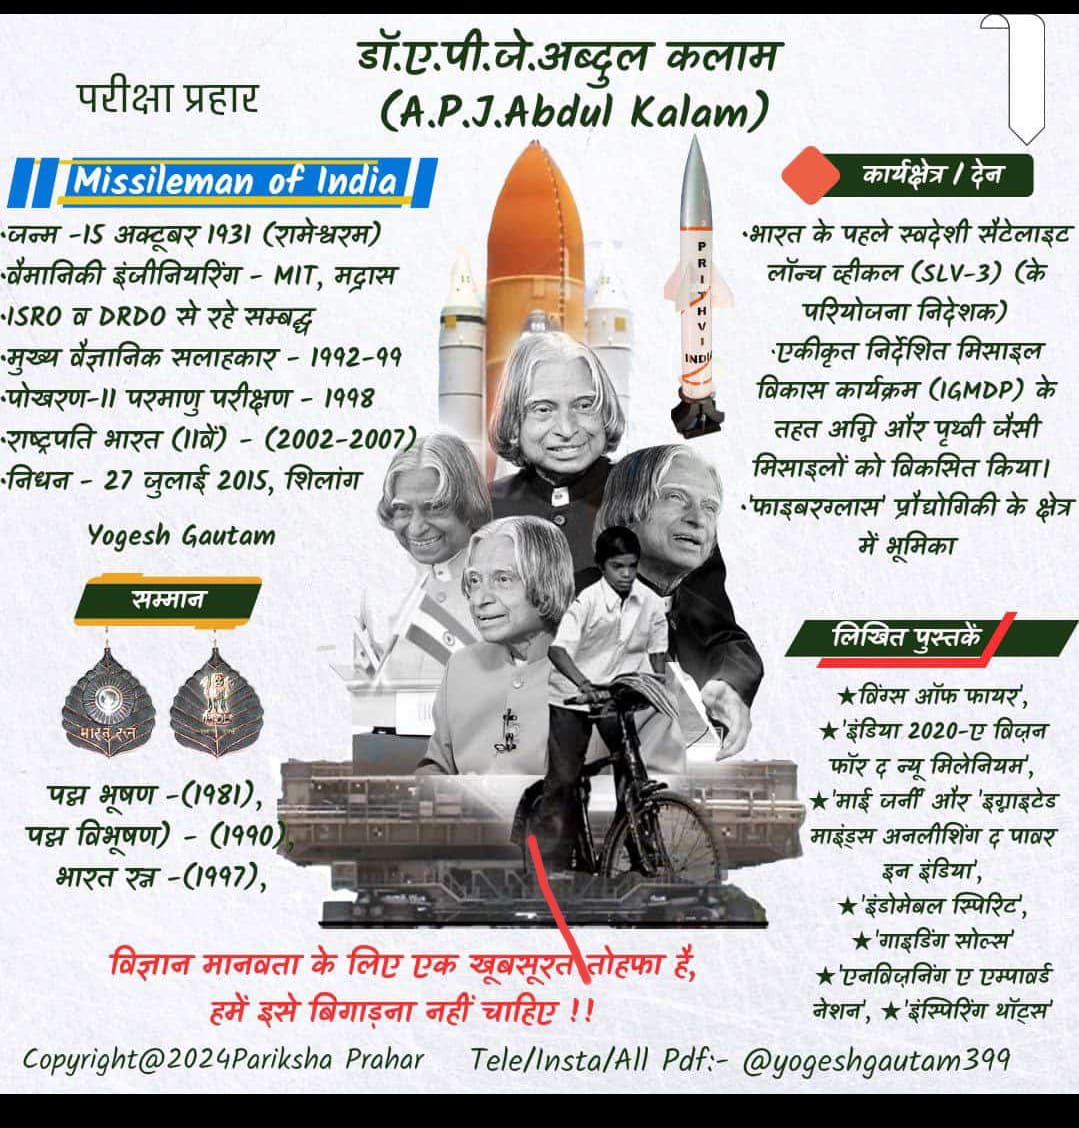 डॉ.ए.पी.जे.अब्दुल कलाम
(A.P.J.Abdul Kalam)
परीक्षा प्रहार
Missileman of India
·जन्म -15 अक्टूबर 1931 (रामेश्वरम)
·वैमानिकी इंजीनियरिंग - MIT, मद्रास
·ISRO व DRDO से रहे सम्बद्ध
·मुख्य वैज्ञानिक सलाहकार - 1992-99
·पोखरण-II परमाणु परीक्षण - 1998
·राष्ट्रपति भारत (11वें) - (2002-2007)
·निधन - 27 जुलाई 2015, शिलांग
Yogesh Gautam
सम्मान
भारत रत्न
पद्म भूषण -(1981),
पद्म विभूषण) - (1990),
भारत रत्न -(1997),
PRITHVI
INDIA
कार्यक्षेत्र / देन
·भारत के पहले स्वदेशी सैटेलाइट
लॉन्च व्हीकल (SLV-3) (के
परियोजना निदेशक)
·एकीकृत निर्देशित मिसाइल
विकास कार्यक्रम (IGMDP) के
तहत अग्नि और पृथ्वी जैसी
मिसाइलों को विकसित किया।
·'फाइबरग्लास' प्रौद्योगिकी के क्षेत्र
में भूमिका
लिखित पुस्तकें
★विंग्स ऑफ फायर',
★'इंडिया 2020-ए विज़न
फॉर द न्यू मिलेनियम',
★'माई जर्नी' और 'इग्नाइटेड
माइंड्स अनलीशिंग द पावर
इन इंडिया',
★'इंडोमेबल स्पिरिट',
★'गाइडिंग सोल्स'
★'एनविज़निंग ए एम्पावर्ड
नेशन', ★'इंस्पिरिंग थॉट्स'
विज्ञान मानवता के लिए एक खूबसूरत तोहफा है,
हमें इसे बिगाड़ना नहीं चाहिए !!
Copyright@2024Pariksha Prahar Tele/Insta/All Pdf:- @yogeshgautam399